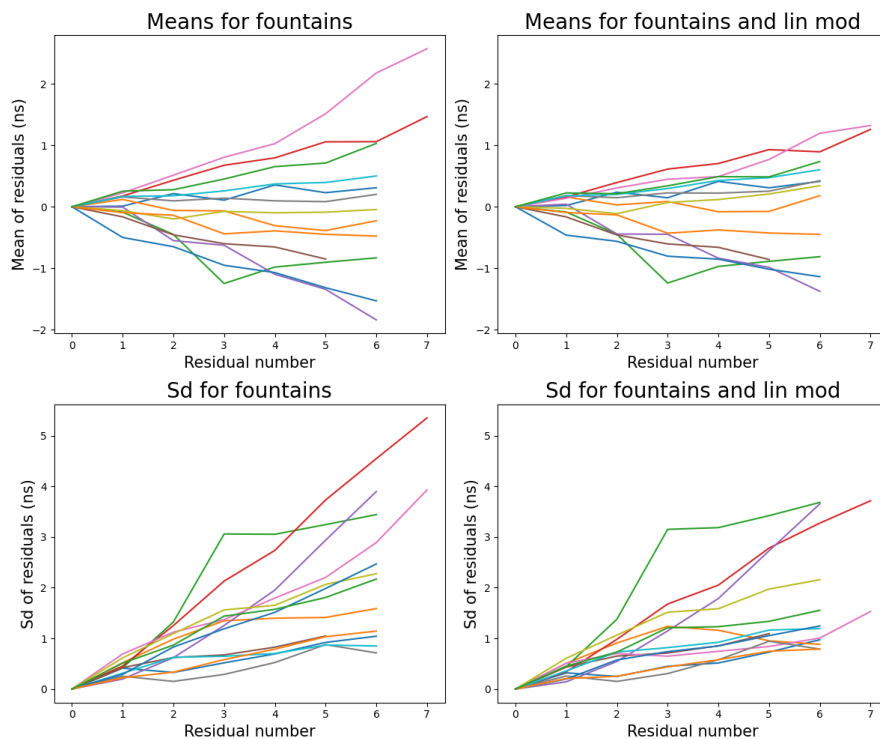 Means for fountains
Means for fountains and lin mod
Mean of residuals (ns)
2
1
0
−1
−2
0 1 2 3 4 5 6 7
Residual number
Mean of residuals (ns)
2
1
0
−1
−2
0 1 2 3 4 5 6 7
Residual number
Sd for fountains
Sd for fountains and lin mod
Sd of residuals (ns)
5
4
3
2
1
0
0 1 2 3 4 5 6 7
Residual number
Sd of residuals (ns)
5
4
3
2
1
0
0 1 2 3 4 5 6 7
Residual number